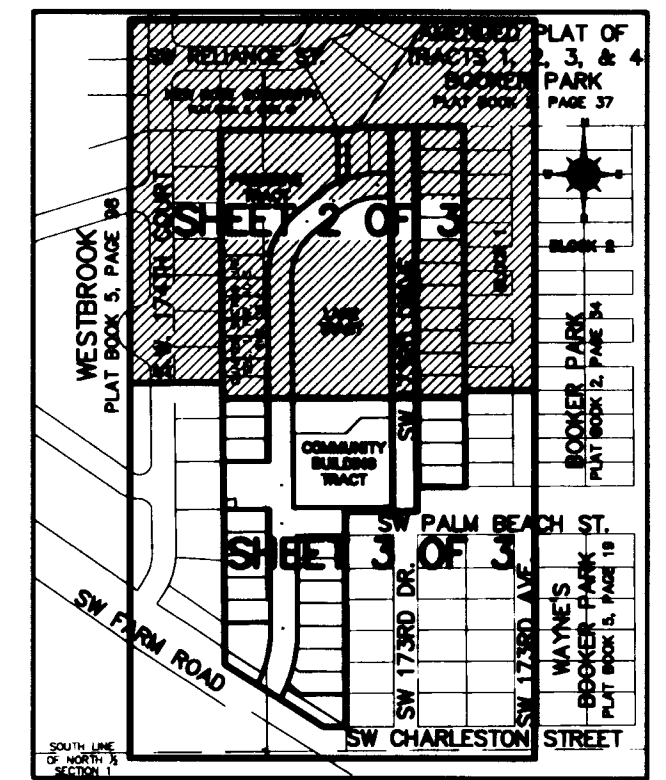 AMENDED PLAT OF
TRACTS 1, 2, 3, & 4
BOOKER PARK
PLAT BOOK PAGE 37
SW RELIANCE ST.
SHEET 2 OF 3
WESTBROOK
PLAT BOOK 5, PAGE 98
S.W. 174TH COURT
LAKE
TRACT
BLOCK 1
BLOCK 2
BOOKER PARK
PLAT BOOK 2, PAGE 34
SW
COMMUNITY
BUILDING
TRACT
SW PALM BEACH ST.
SHEET 3 OF 3
SW FARM ROAD
SW 173RD DR.
SW 173RD AVE.
WAYNE'S
BOOKER PARK
PLAT BOOK 5, PAGE 19
SW CHARLESTON STREET
SOUTH LINE
OF NORTH ½
SECTION 1